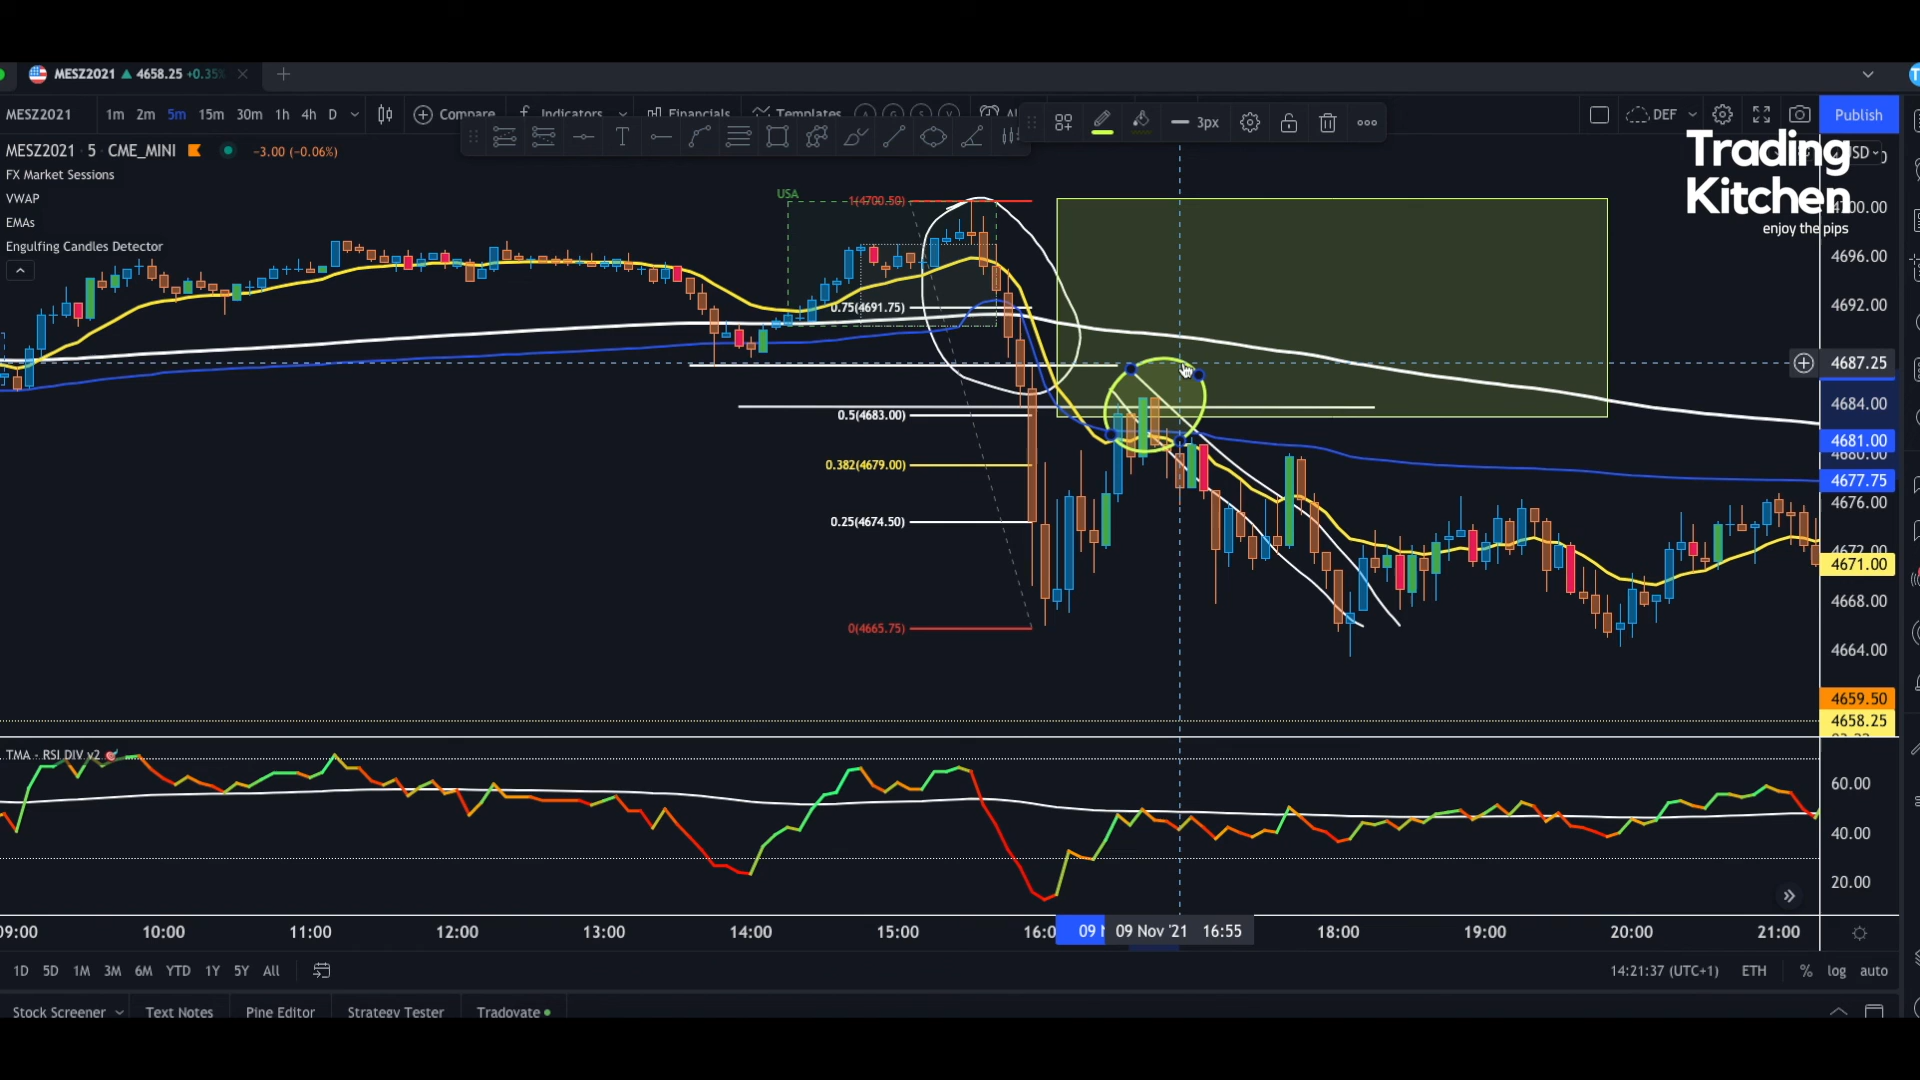 MESZ2021 4658.25 +0.35%
MESZ2021 1m 2m 5m 15m 30m 1h 4h D Compare Indicators Financials Templates
3px
DEF Publish
MESZ2021 · 5 · CME_MINI -3.00 (-0.06%)
FX Market Sessions
VWAP
EMAs
Engulfing Candles Detector
Trading
Kitchen
enjoy the pips
USA
1(4700.50)
0.75(4691.75)
0.5(4683.00)
0.382(4679.00)
0.25(4674.50)
0(4665.75)
4696.00
4692.00
4687.25
4684.00
4681.00
4680.00
4677.75
4676.00
4672.00
4671.00
4668.00
4664.00
4659.50
4658.25
TMA - RSI DIV v2
60.00
40.00
20.00
09:00 10:00 11:00 12:00 13:00 14:00 15:00 09 Nov '21 16:55 18:00 19:00 20:00 21:00
1D 5D 1M 3M 6M YTD 1Y 5Y All 14:21:37 (UTC+1) ETH % log auto
Stock Screener Text Notes Pine Editor Strategy Tester Tradovate